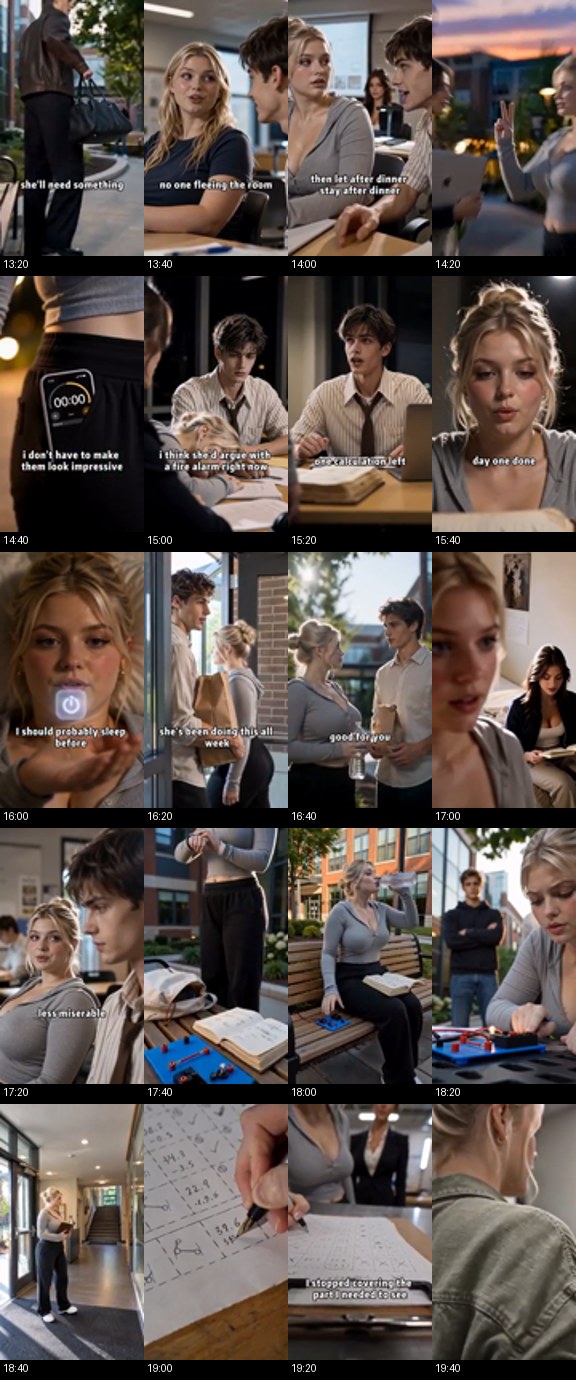 she'll need something
no one fleeing the room
then let after dinner
stay after dinner
13:20
13:40
14:00
14:20
00:00
i don't have to make
them look impressive
i think she'd argue with
a fire alarm right now
one calculation left
day one done
14:40
15:00
15:20
15:40
I should probably sleep
before
she's been doing this all
week
good for you
16:00
16:20
16:40
17:00
less miserable
17:20
17:40
18:00
18:20
22.9
39.6
I stopped covering the
part I needed to see
18:40
19:00
19:20
19:40